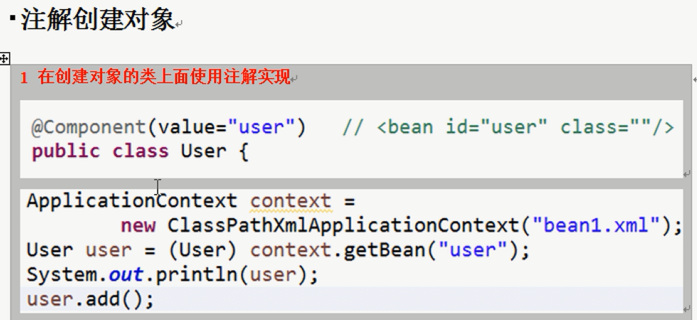 ▪注解创建对象
1 在创建对象的类上面使用注解实现
@Component(value="user")   // <bean id="user" class=""/>
public class User {
ApplicationContext context =
        new ClassPathXmlApplicationContext("bean1.xml");
User user = (User) context.getBean("user");
System.out.println(user);
user.add();